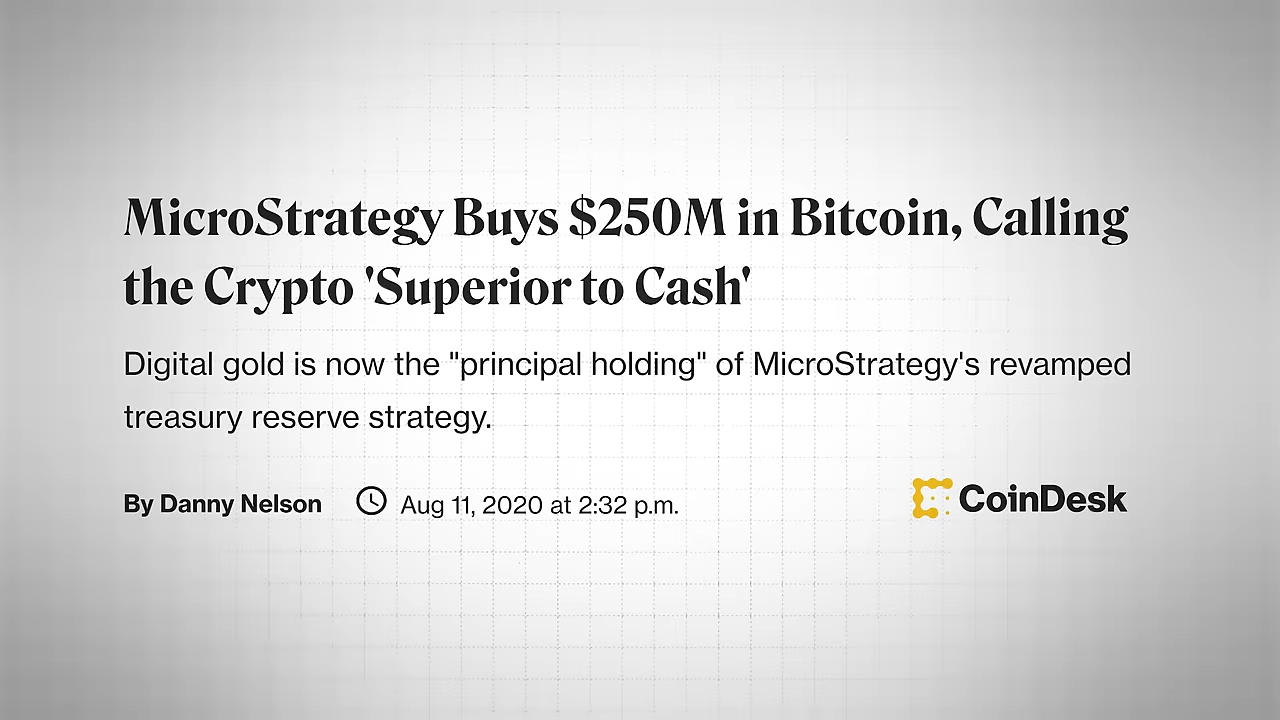 MicroStrategy Buys $250M in Bitcoin, Calling
the Crypto 'Superior to Cash'
Digital gold is now the "principal holding" of MicroStrategy's revamped
treasury reserve strategy.
By Danny Nelson Aug 11, 2020 at 2:32 p.m. CoinDesk